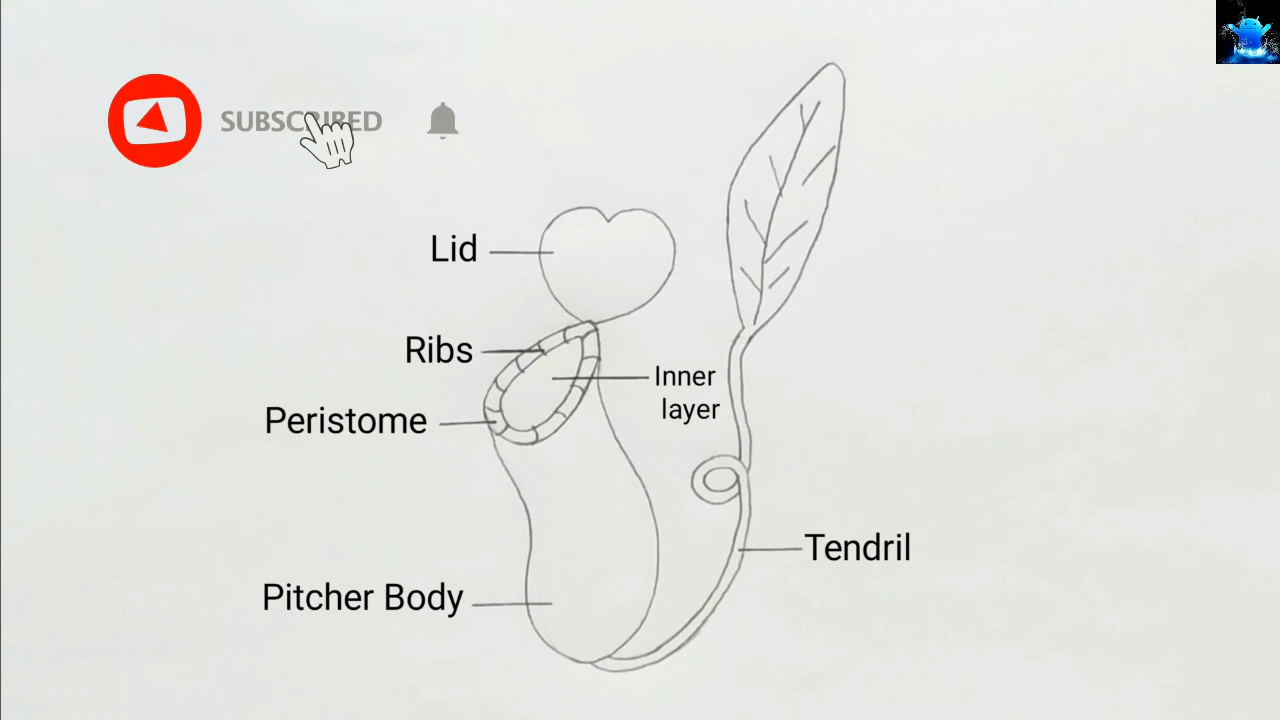 SUBSCRIBED
Lid
Ribs
Inner
layer
Peristome
Tendril
Pitcher Body